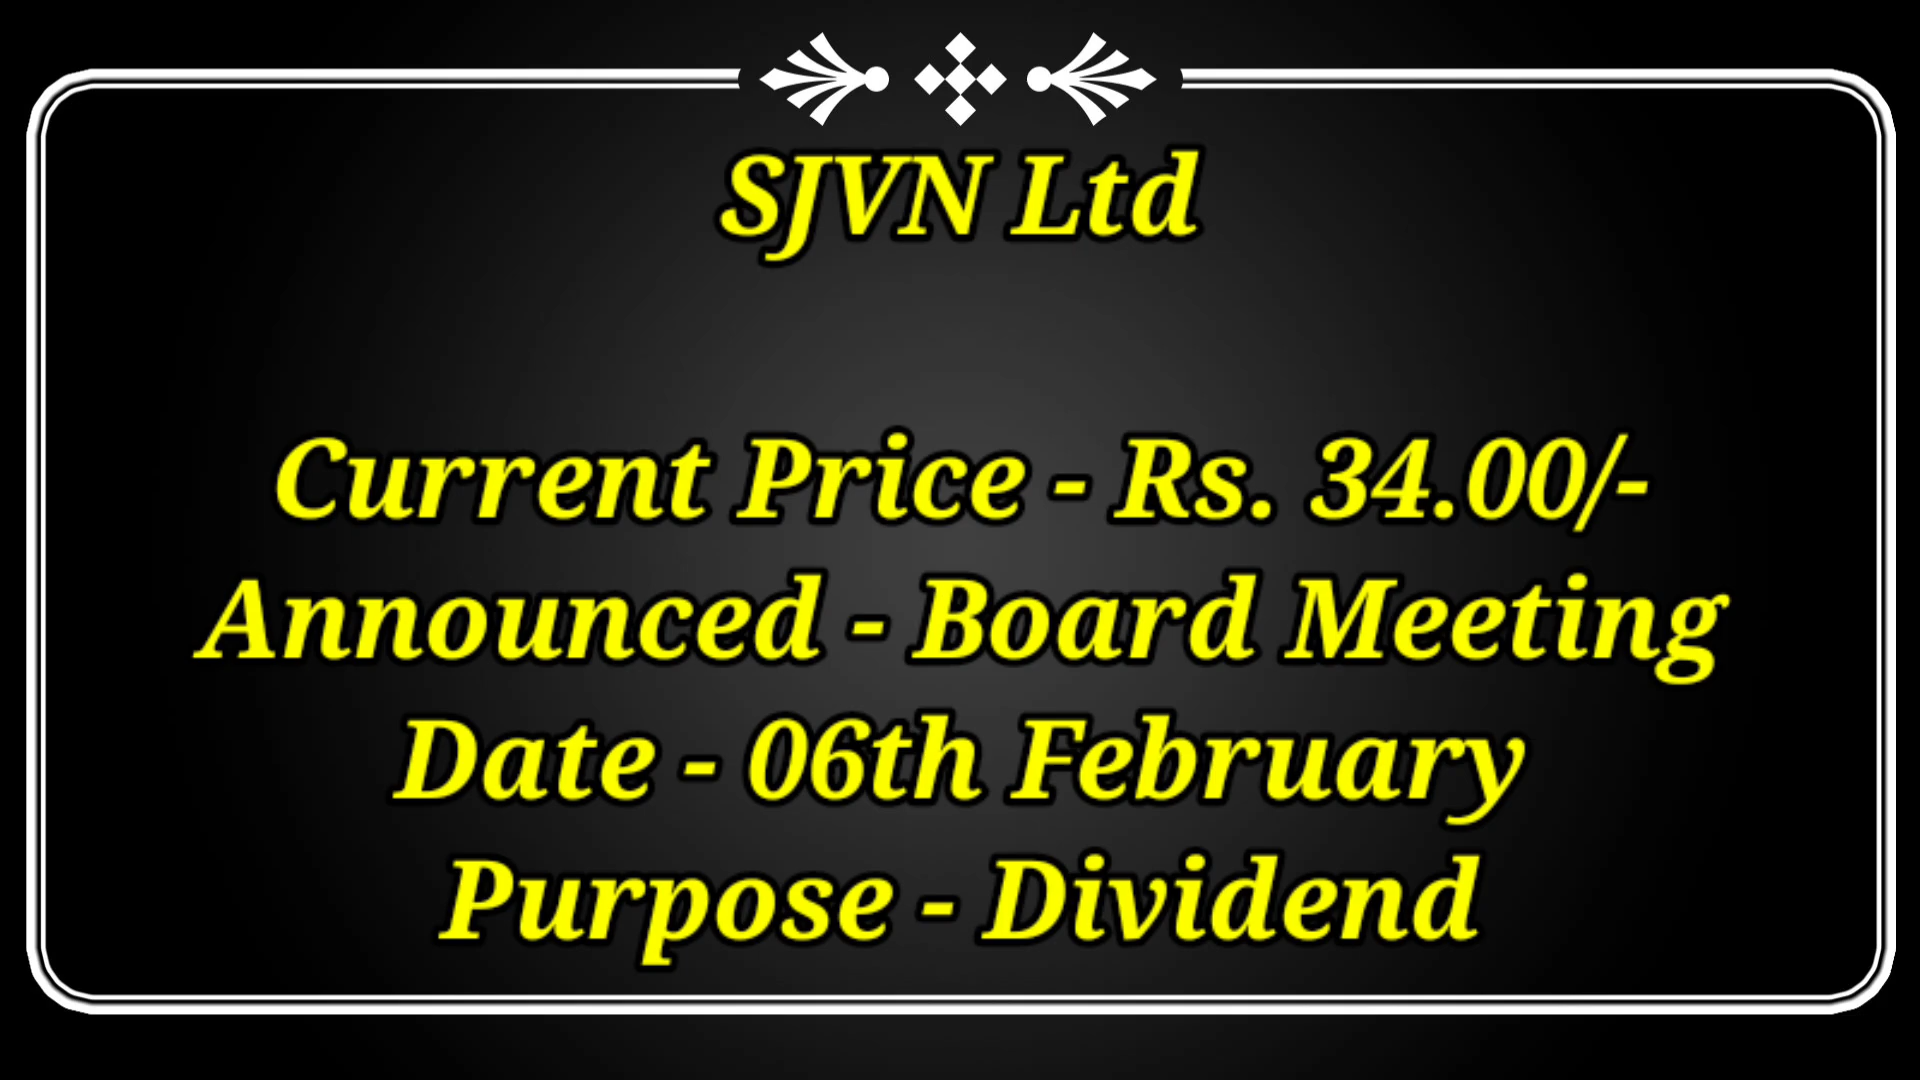 SJVN Ltd
Current Price - Rs. 34.00/-
Announced - Board Meeting
Date - 06th February
Purpose - Dividend